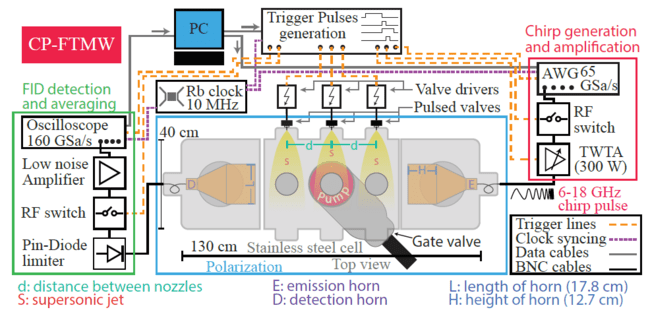 CP-FTMW
PC
Trigger Pulses
generation
Chirp generation
and amplification
FID detection
and averaging
Oscilloscope
160 GSa/s
Low noise
Amplifier
RF switch
Pin-Diode
limiter
Rb clock
10 MHz
Valve drivers
Pulsed valves
AWG 65
GSa/s
RF
switch
TWTA
(300 W)
6-18 GHz
chirp pulse
40 cm
d
d
S
S
S
D
L
Pump
H
E
Gate valve
130 cm
Stainless steel cell
Polarization
Top view
Trigger lines
Clock syncing
Data cables
BNC cables
d: distance between nozzles
S: supersonic jet
E: emission horn
D: detection horn
L: length of horn (17.8 cm)
H: height of horn (12.7 cm)